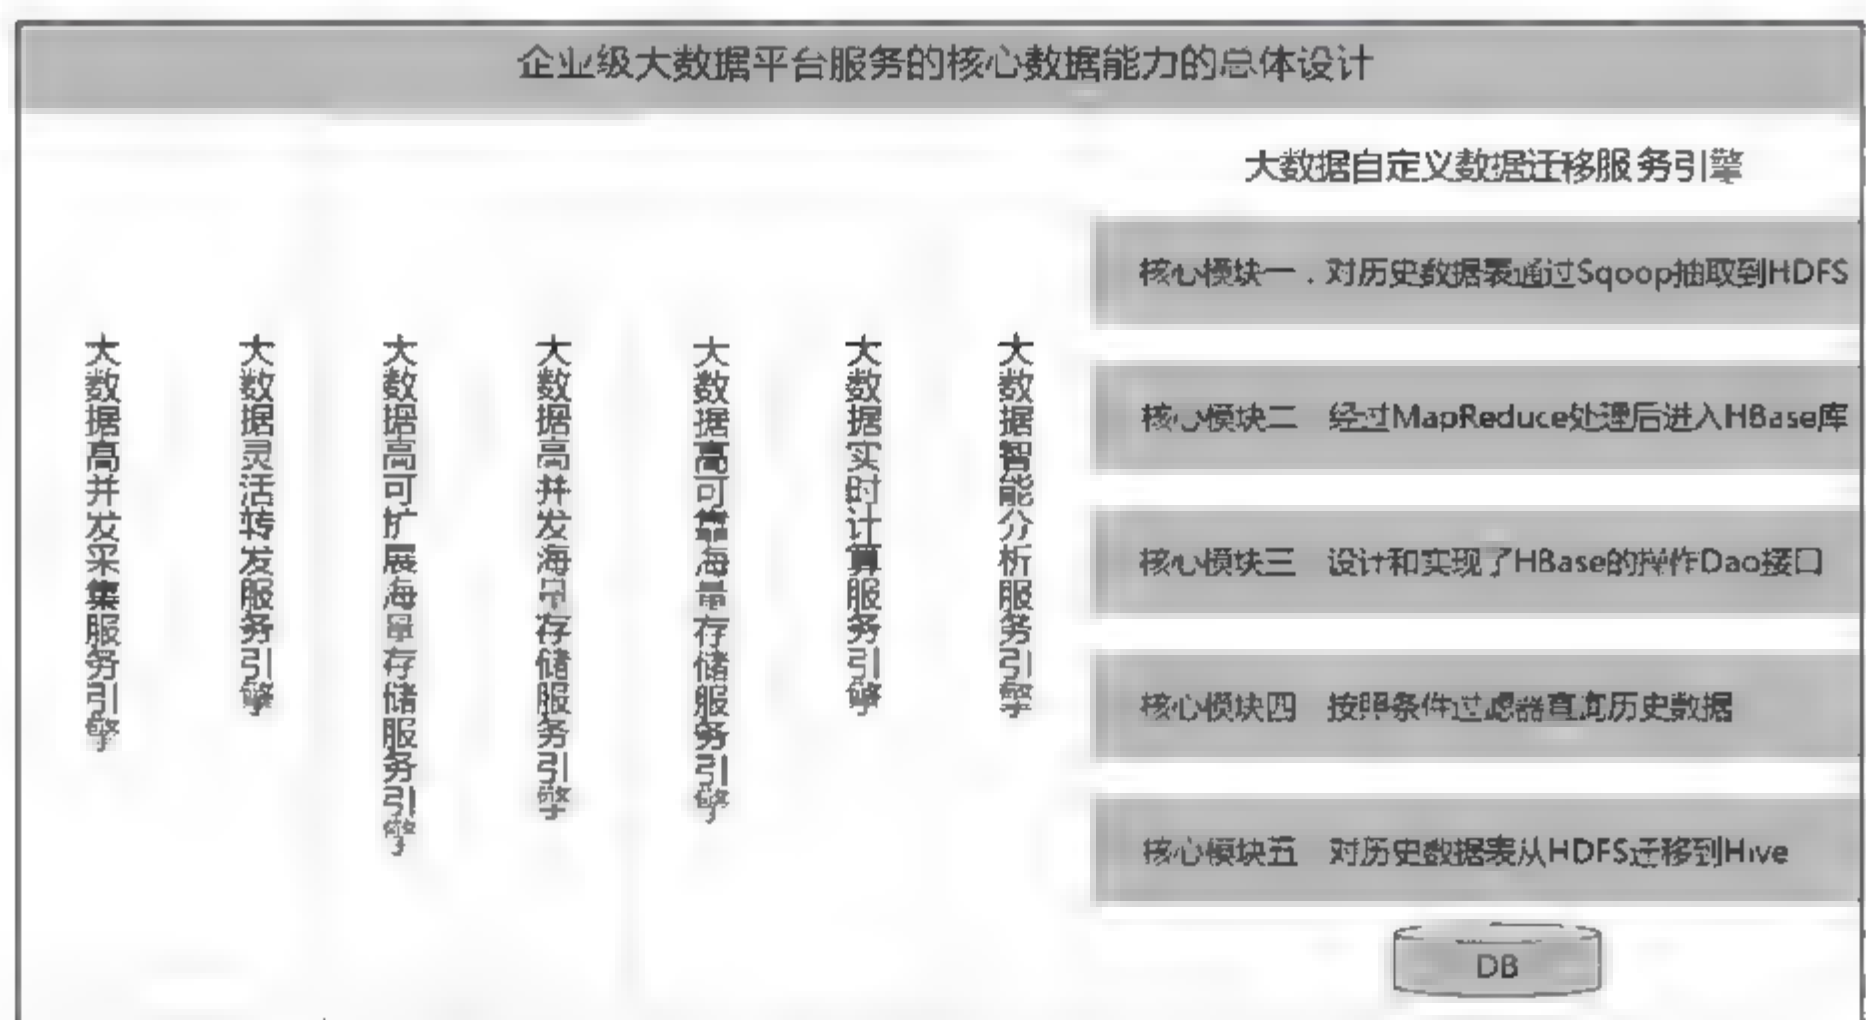 企业级大数据平台服务的核心数据能力的总体设计
大数据高并发采集服务引擎
大数据灵活转发服务引擎
大数据高可扩展海量存储服务引擎
大数据高并发海量存储服务引擎
大数据高可靠海量存储服务引擎
大数据实时计算服务引擎
大数据智能分析服务引擎
大数据自定义数据迁移服务引擎
核心模块一．对历史数据表通过Sqoop抽取到HDFS
核心模块二 经过MapReduce处理后进入HBase库
核心模块三 设计和实现了HBase的操作Dao接口
核心模块四 按照条件过滤器查询历史数据
核心模块五 对历史数据表从HDFS迁移到Hive
DB